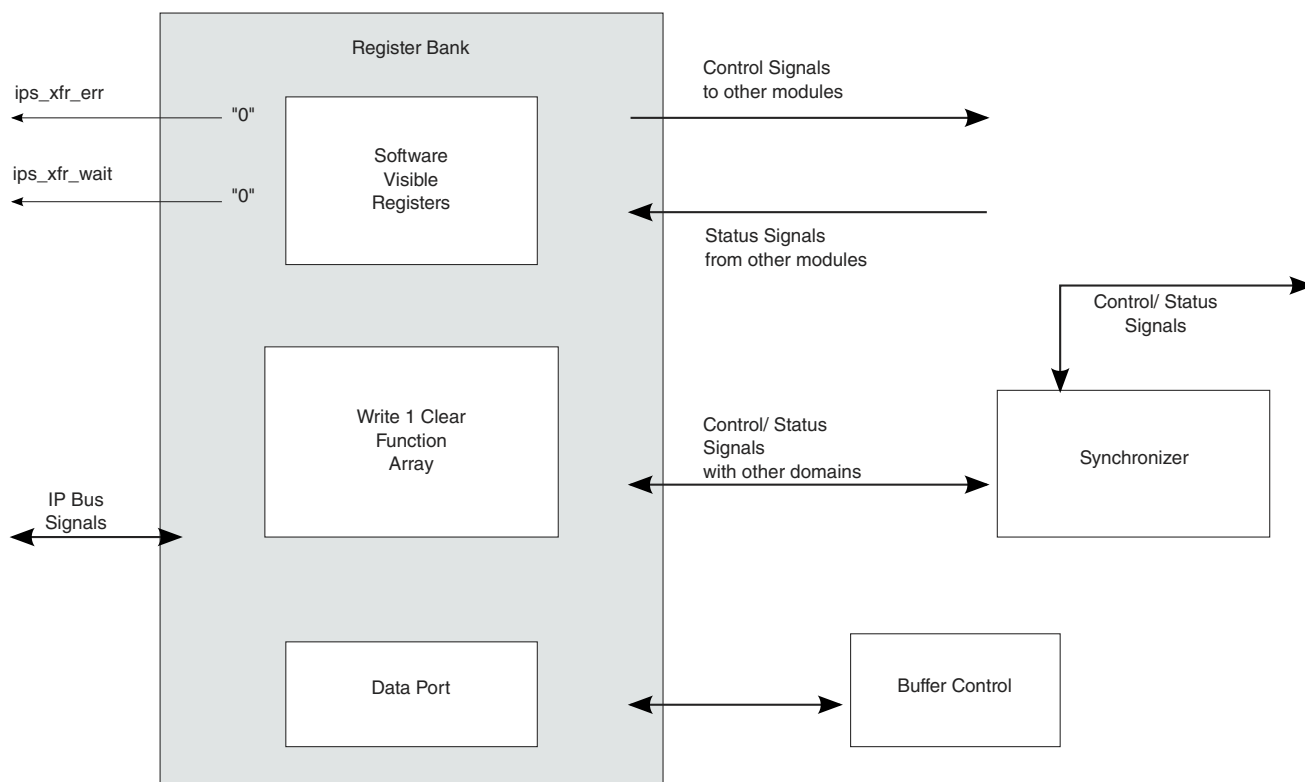 Register Bank
ips_xfr_err
"0"
ips_xfr_wait
"0"
Software
Visible
Registers
Control Signals
to other modules
Status Signals
from other modules
Control/ Status
Signals
Write 1 Clear
Function
Array
Control/ Status
Signals
with other domains
Synchronizer
IP Bus
Signals
Data Port
Buffer Control